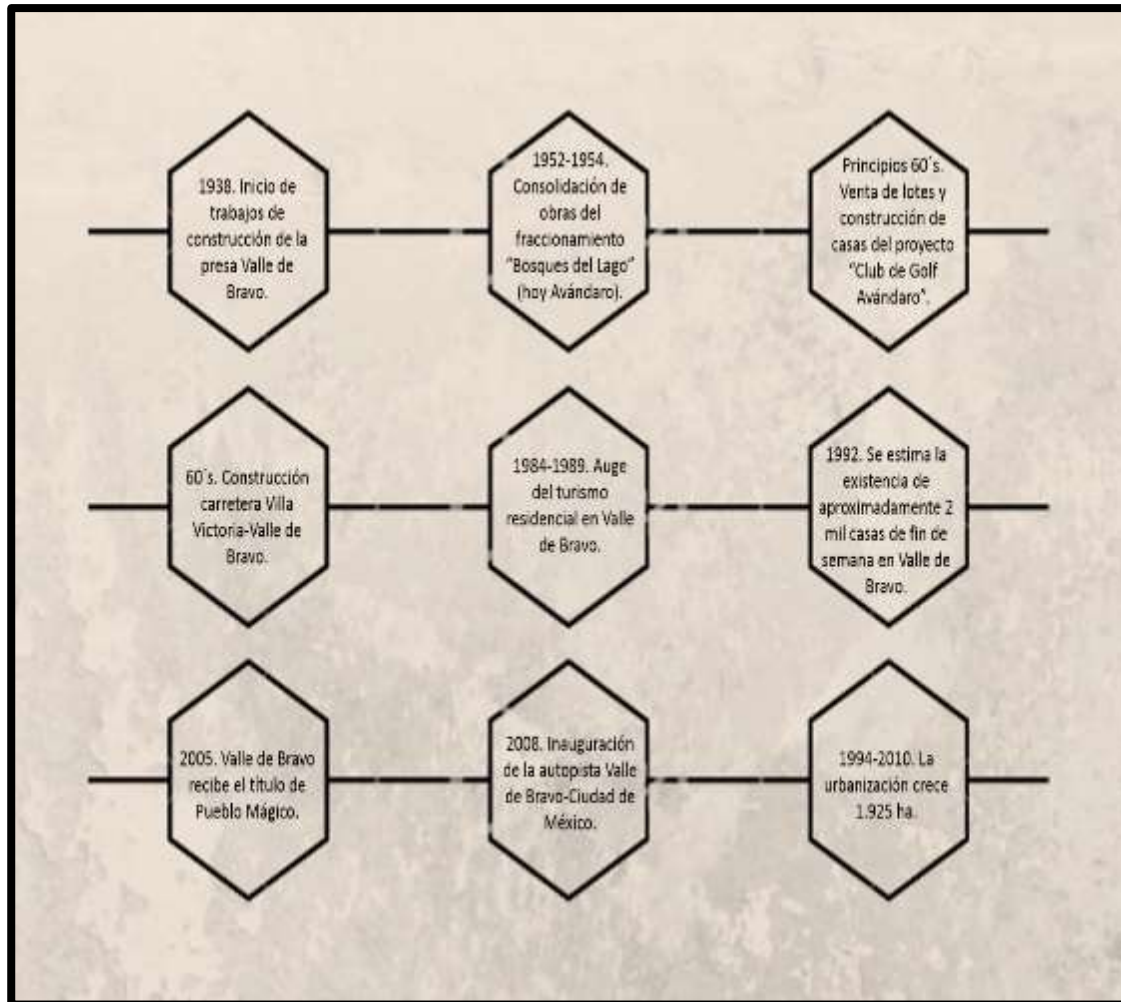 1938. Inicio de
trabajos de
construcción de la
presa Valle de
Bravo.
1952-1954.
Consolidación de
obras del
fraccionamiento
"Bosques del Lago"
(hoy Avándaro).
Principios 60´s.
Venta de lotes y
construcción de
casas del proyecto
"Club de Golf
Avándaro".
60´s. Construcción
carretera Villa
Victoria-Valle de
Bravo.
1984-1989. Auge
del turismo
residencial en Valle
de Bravo.
1992. Se estima la
existencia de
aproximadamente 2
mil casas de fin de
semana en Valle de
Bravo.
2005. Valle de Bravo
recibe el título de
Pueblo Mágico.
2008. Inauguración
de la autopista Valle
de Bravo-Ciudad de
México.
1994-2010. La
urbanización crece
1.925 ha.